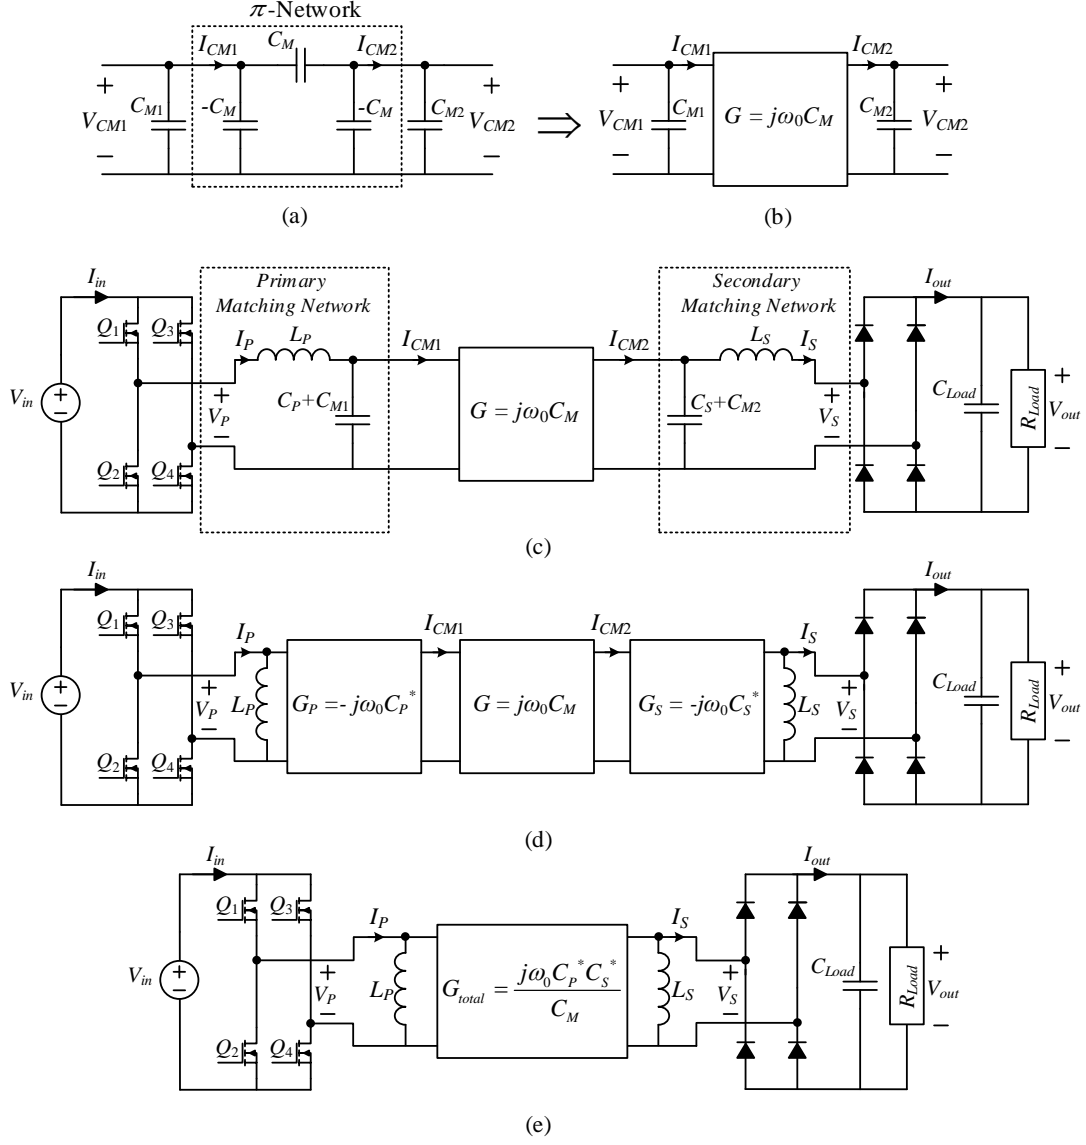 π-Network
I_CM1 C_M I_CM2
+ C_M1 -C_M -C_M C_M2 +
V_CM1 V_CM2
− −
(a)
⇒
I_CM1 I_CM2
+ C_M1 G = jω₀C_M C_M2 +
V_CM1 V_CM2
− −
(b)
I_in Primary Matching Network Secondary Matching Network I_out
Q₁ Q₃ I_P L_P I_CM1 I_CM2 L_S I_S
V_in + − + V_P − C_P+C_M1 G = jω₀C_M C_S+C_M2 + V_S − C_Load R_Load + V_out −
Q₂ Q₄
(c)
I_in I_out
Q₁ Q₃ I_P I_CM1 I_CM2 I_S
V_in + − + V_P − L_P G_P =- jω₀C_P^* G = jω₀C_M G_S = -jω₀C_S^* L_S + V_S − C_Load R_Load + V_out −
Q₂ Q₄
(d)
I_in I_out
Q₁ Q₃ I_P I_S
V_in + − + V_P − L_P G_total = jω₀C_P^* C_S^* / C_M L_S + V_S − C_Load R_Load + V_out −
Q₂ Q₄
(e)